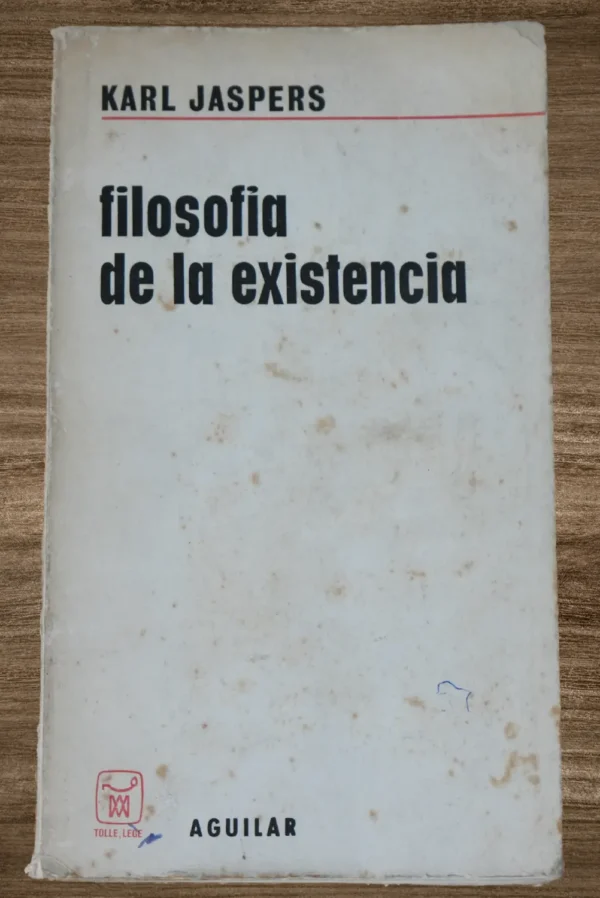 KARL JASPERS
filosofia
de la existencia
TOLLE, LEGE
AGUILAR